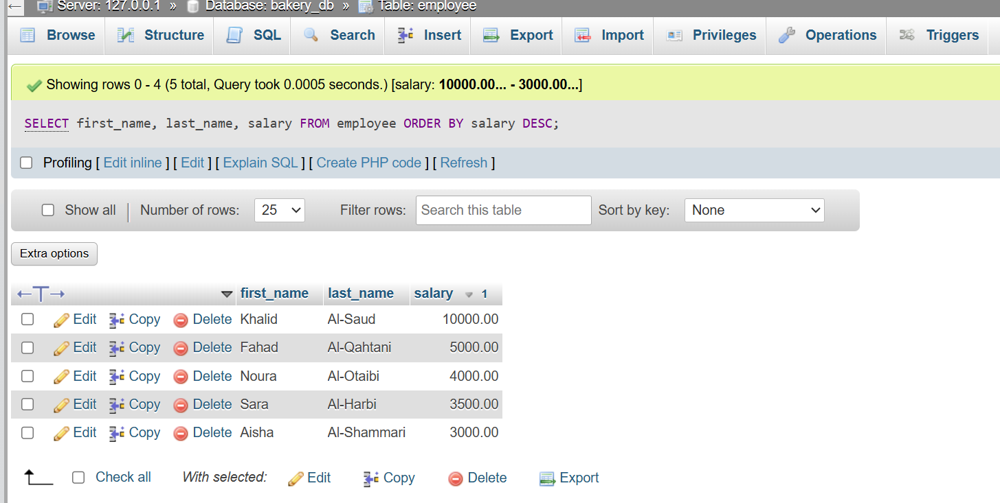 ← Server: 127.0.0.1 » Database: bakery_db » Table: employee
Browse Structure SQL Search Insert Export Import Privileges Operations Triggers
Showing rows 0 - 4 (5 total, Query took 0.0005 seconds.) [salary: 10000.00... - 3000.00...]
SELECT first_name, last_name, salary FROM employee ORDER BY salary DESC;
Profiling [ Edit inline ] [ Edit ] [ Explain SQL ] [ Create PHP code ] [ Refresh ]
Show all | Number of rows: 25 Filter rows: Search this table Sort by key: None
Extra options
←T→ first_name last_name salary 1
Edit Copy Delete Khalid Al-Saud 10000.00
Edit Copy Delete Fahad Al-Qahtani 5000.00
Edit Copy Delete Noura Al-Otaibi 4000.00
Edit Copy Delete Sara Al-Harbi 3500.00
Edit Copy Delete Aisha Al-Shammari 3000.00
Check all With selected: Edit Copy Delete Export